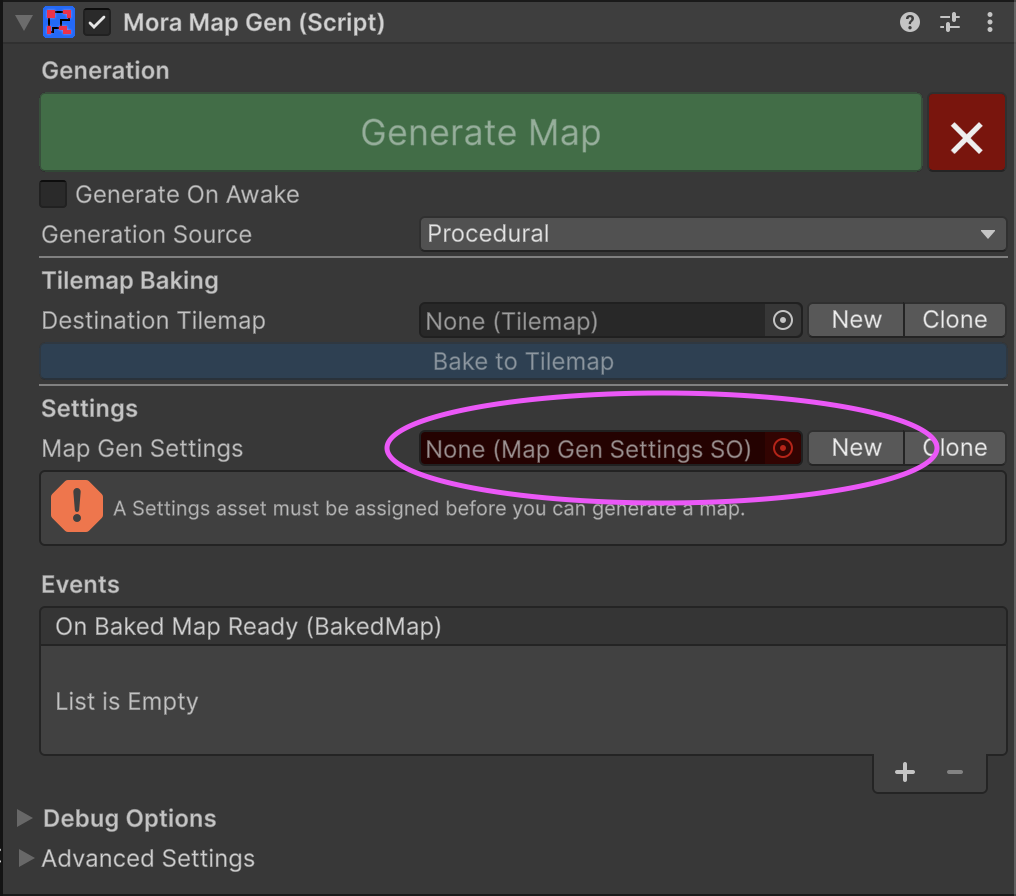 Mora Map Gen (Script)
Generation
Generate Map
Generate On Awake
Generation Source Procedural
Tilemap Baking
Destination Tilemap None (Tilemap) New Clone
Bake to Tilemap
Settings
Map Gen Settings None (Map Gen Settings SO) New Clone
A Settings asset must be assigned before you can generate a map.
Events
On Baked Map Ready (BakedMap)
List is Empty
Debug Options
Advanced Settings